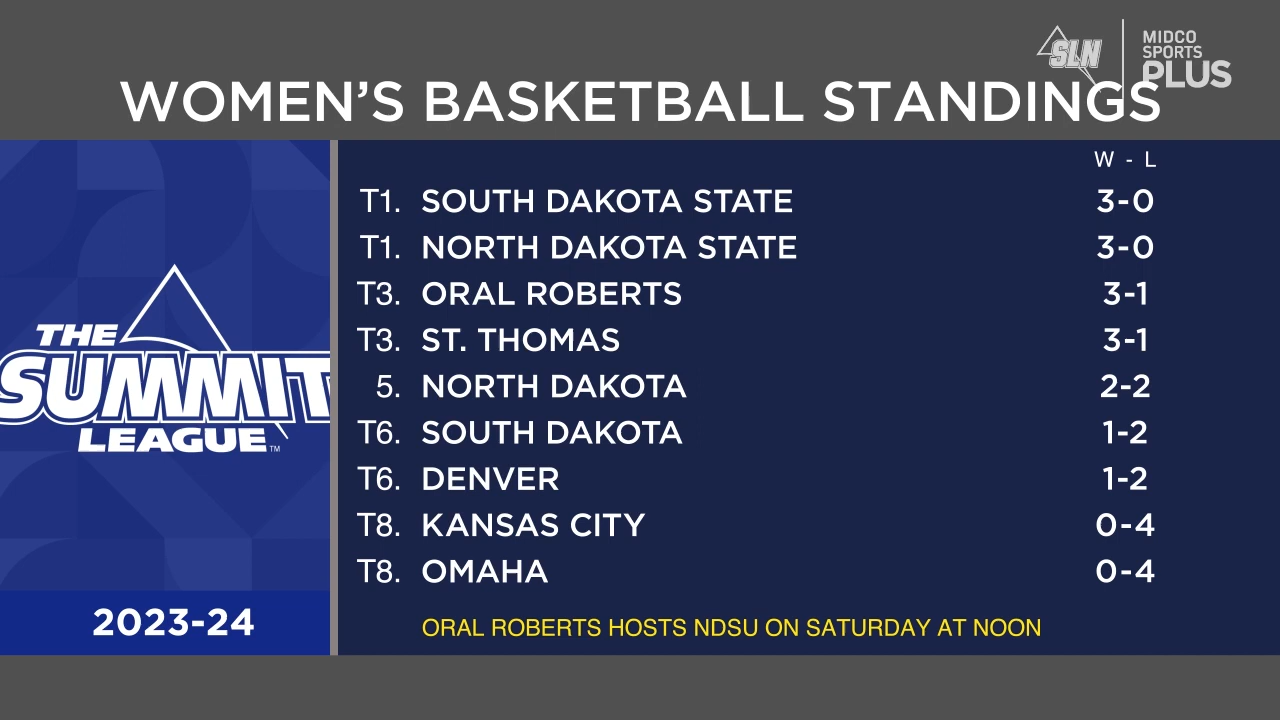 SLN
MIDCO
SPORTS
PLUS
WOMEN'S BASKETBALL STANDINGS
W - L
T1. SOUTH DAKOTA STATE 3-0
T1. NORTH DAKOTA STATE 3-0
T3. ORAL ROBERTS 3-1
T3. ST. THOMAS 3-1
5. NORTH DAKOTA 2-2
T6. SOUTH DAKOTA 1-2
T6. DENVER 1-2
T8. KANSAS CITY 0-4
T8. OMAHA 0-4
THE
SUMMIT
LEAGUE™
2023-24
ORAL ROBERTS HOSTS NDSU ON SATURDAY AT NOON